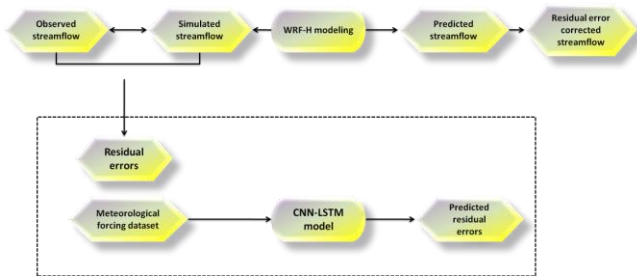 Observed
streamflow
Simulated
streamflow
WRF-H modeling
Predicted
streamflow
Residual error
corrected
streamflow
Residual
errors
Meteorological
forcing dataset
CNN-LSTM
model
Predicted
residual
errors